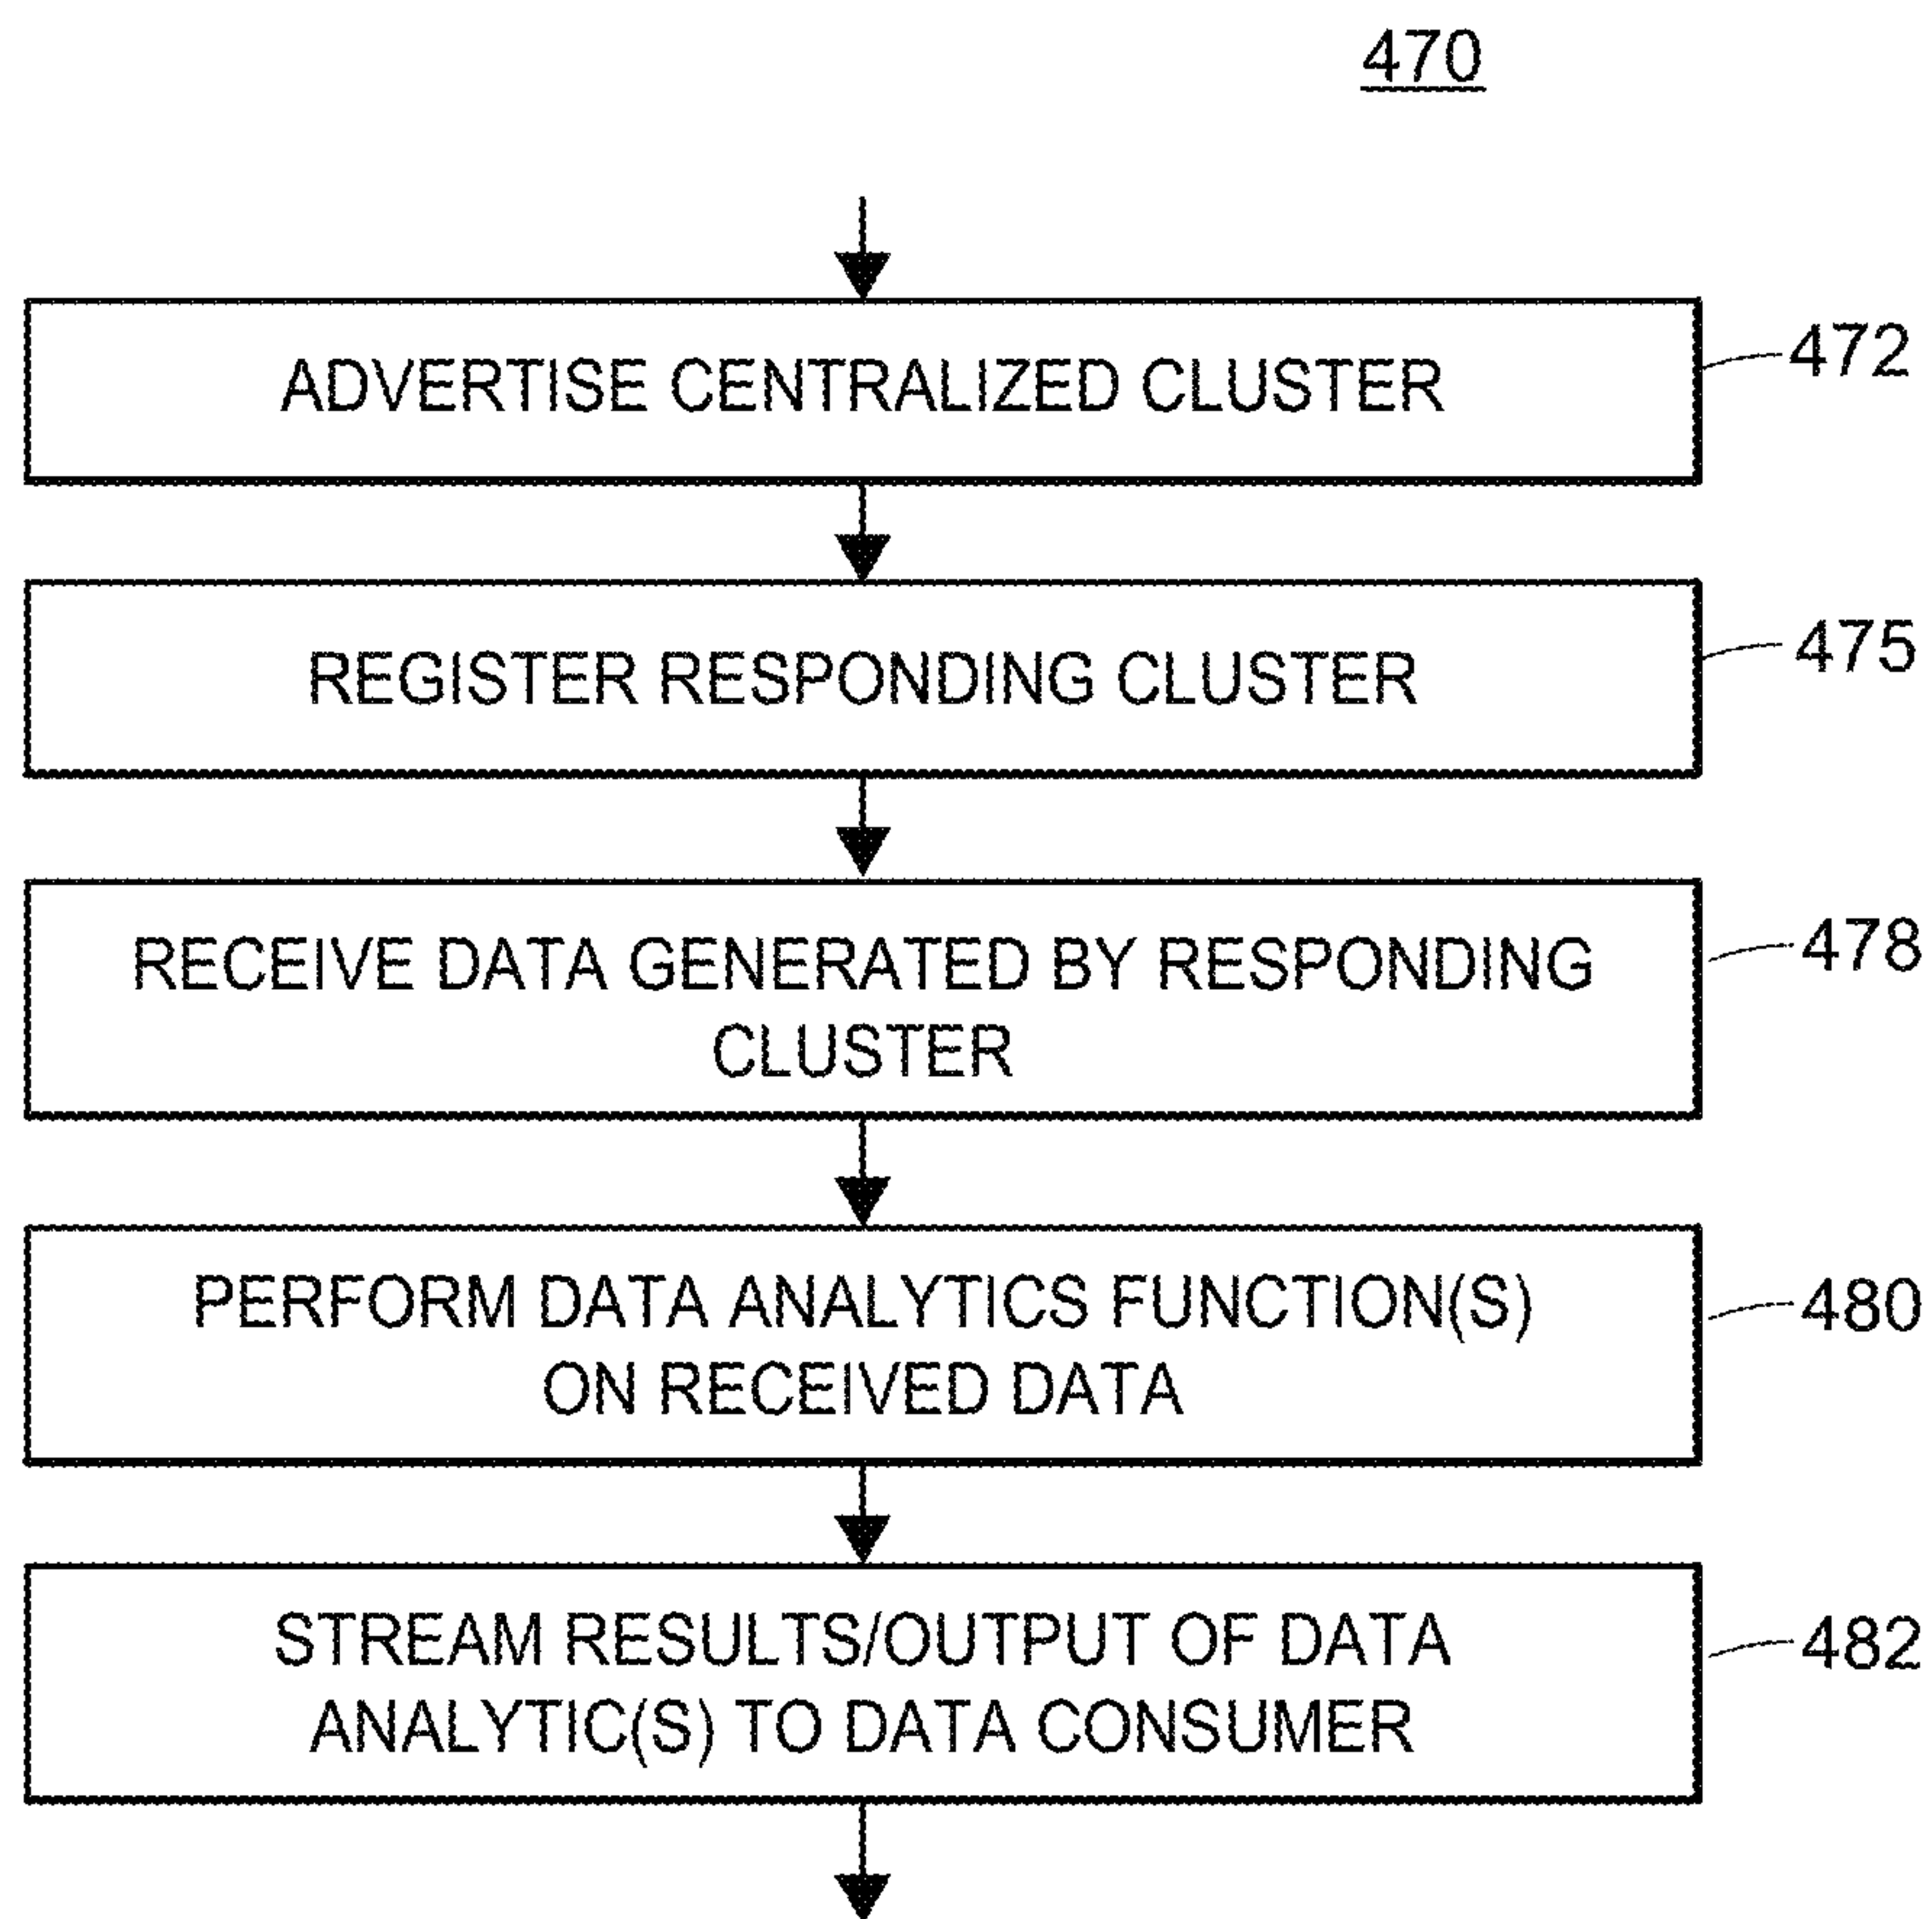 470
ADVERTISE CENTRALIZED CLUSTER
472
REGISTER RESPONDING CLUSTER
475
RECEIVE DATA GENERATED BY RESPONDING
CLUSTER
478
PERFORM DATA ANALYTICS FUNCTION(S)
ON RECEIVED DATA
480
STREAM RESULTS/OUTPUT OF DATA
ANALYTIC(S) TO DATA CONSUMER
482